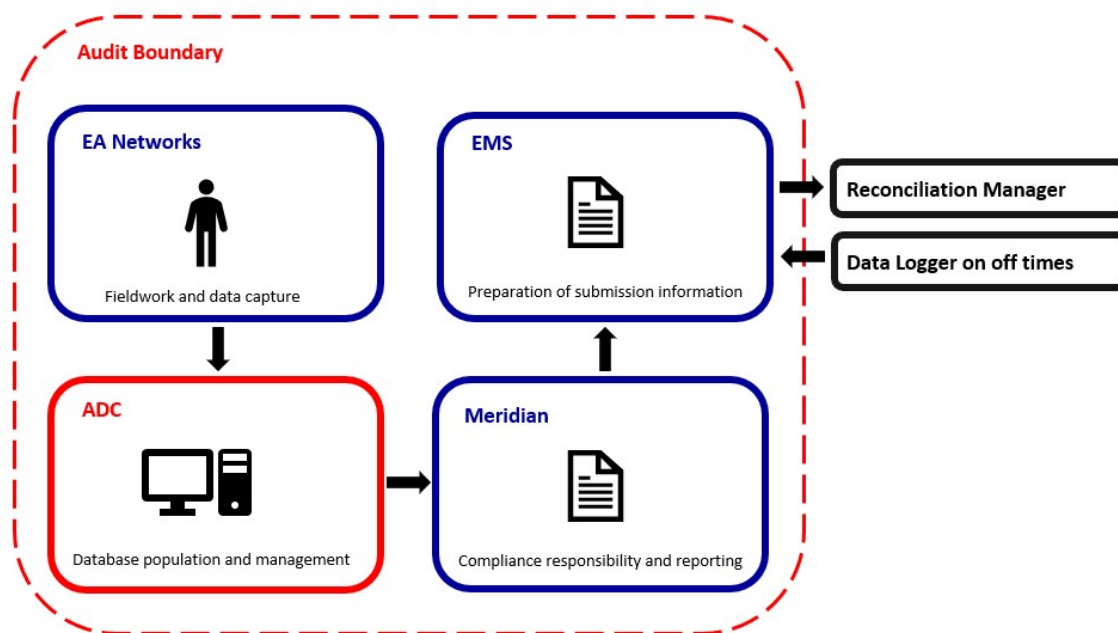 Audit Boundary
EA Networks
Fieldwork and data capture
EMS
Preparation of submission information
Reconciliation Manager
Data Logger on off times
ADC
Database population and management
Meridian
Compliance responsibility and reporting